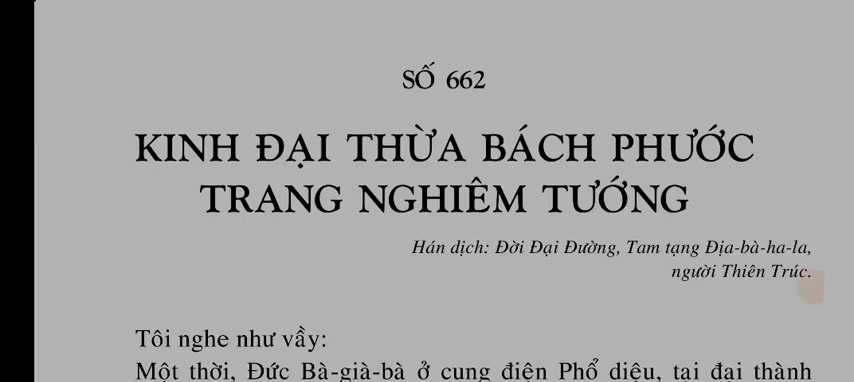 SỐ 662
KINH ĐẠI THỪA BÁCH PHƯỚC
TRANG NGHIÊM TƯỚNG
Hán dịch: Đời Đại Đường, Tam tạng Địa-bà-ha-la,
người Thiên Trúc.
Tôi nghe như vầy:
Một thời, Đức Bà-già-bà ở cung điện Phổ diệu, tại đại thành